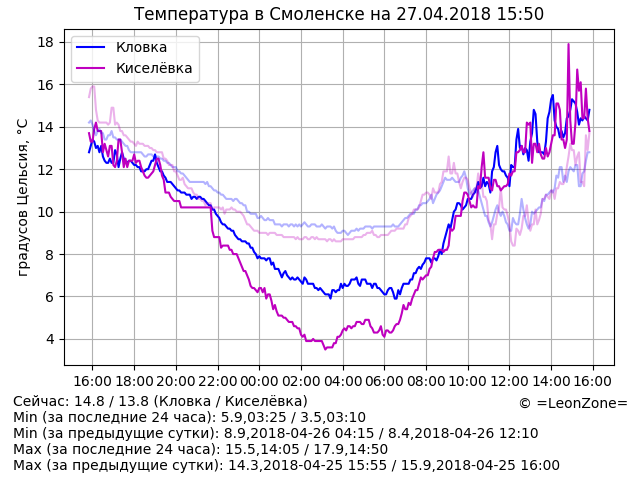 Температура в Смоленске на 27.04.2018 15:50
Кловка
Киселёвка
градусов Цельсия, °C
18
16
14
12
10
8
6
4
16:00 18:00 20:00 22:00 00:00 02:00 04:00 06:00 08:00 10:00 12:00 14:00 16:00
Сейчас: 14.8 / 13.8 (Кловка / Киселёвка)
© =LeonZone=
Min (за последние 24 часа): 5.9,03:25 / 3.5,03:10
Min (за предыдущие сутки): 8.9,2018-04-26 04:15 / 8.4,2018-04-26 12:10
Max (за последние 24 часа): 15.5,14:05 / 17.9,14:50
Max (за предыдущие сутки): 14.3,2018-04-25 15:55 / 15.9,2018-04-25 16:00